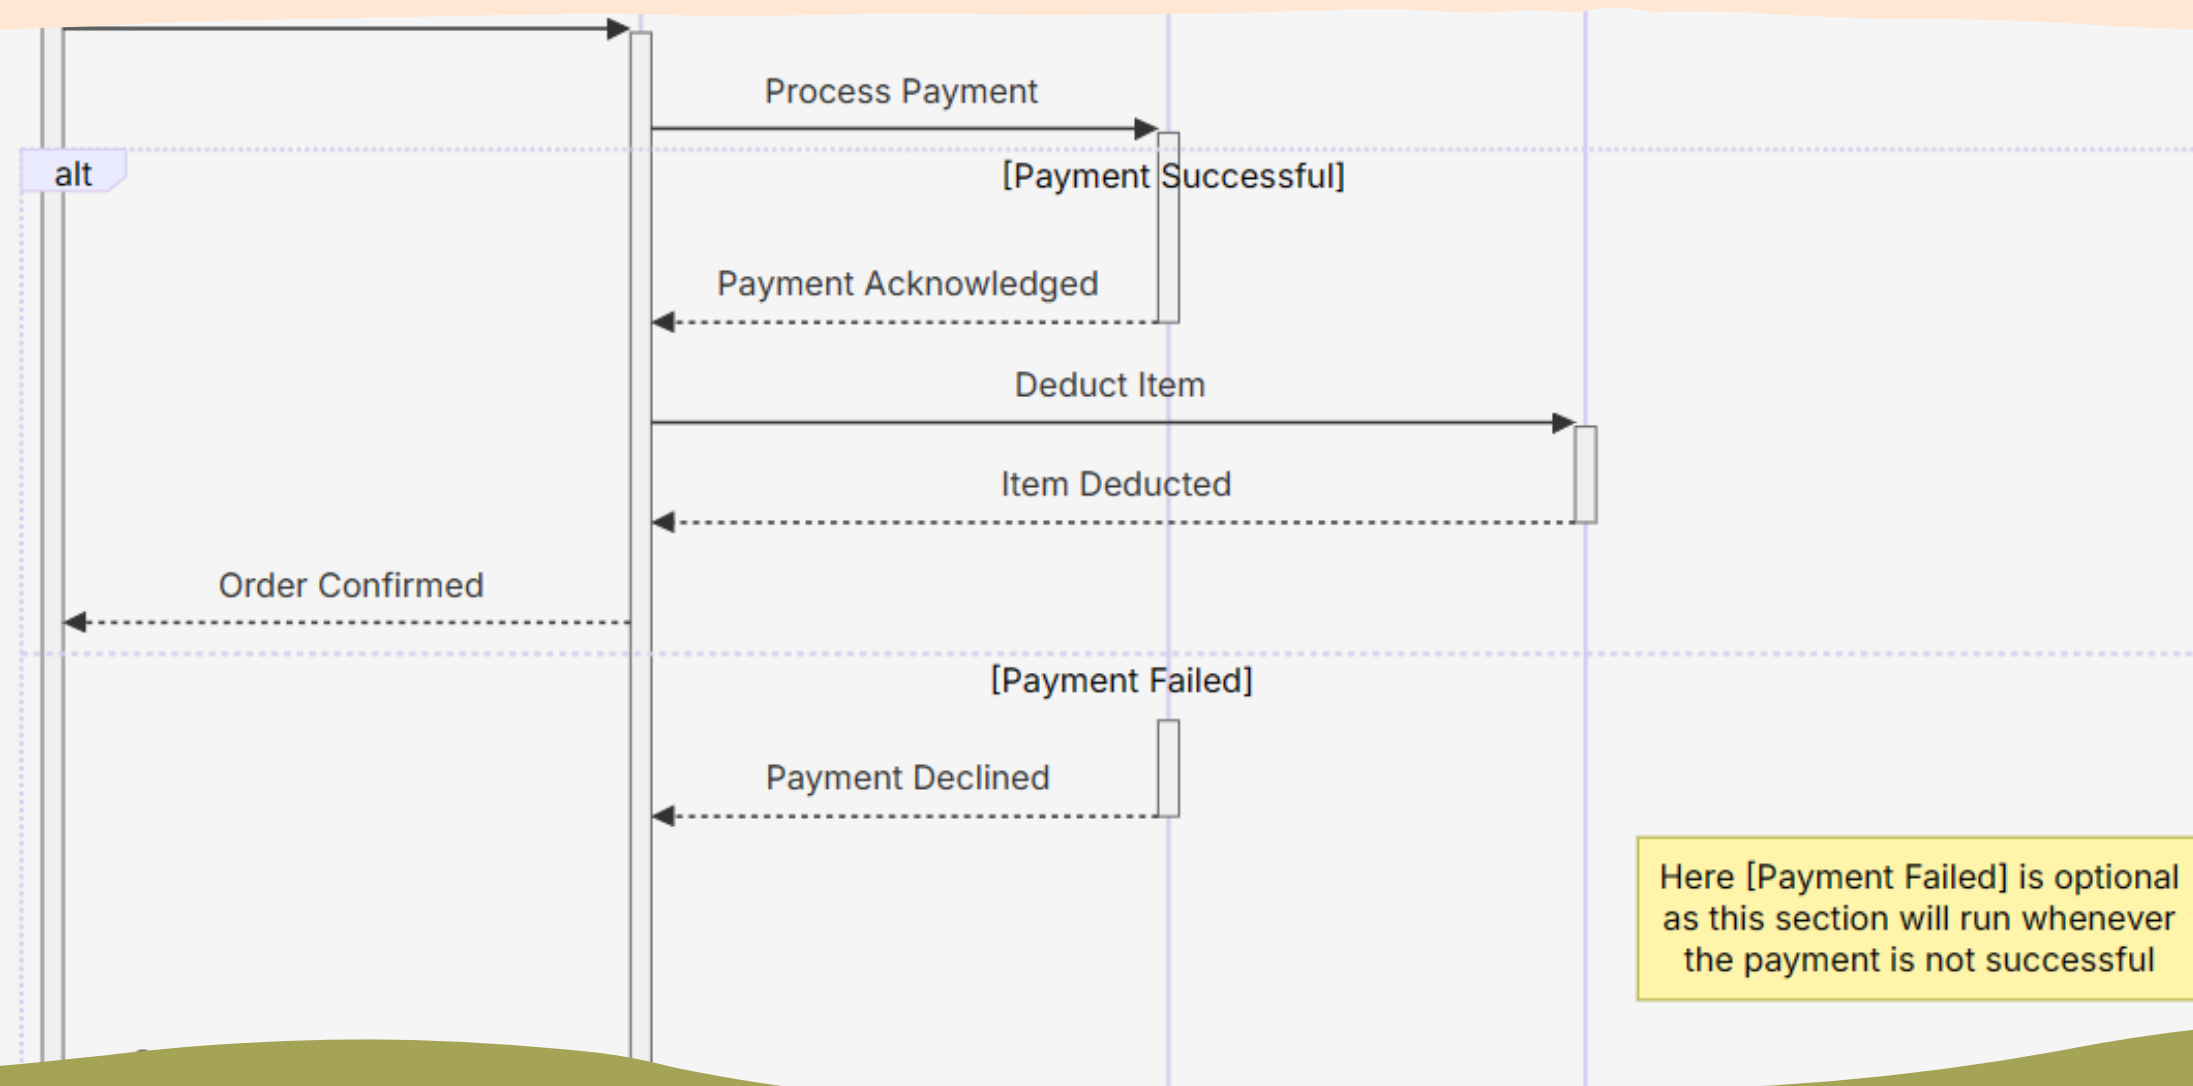 Process Payment
alt
[Payment Successful]
Payment Acknowledged
Deduct Item
Item Deducted
Order Confirmed
[Payment Failed]
Payment Declined
Here [Payment Failed] is optional
as this section will run whenever
the payment is not successful